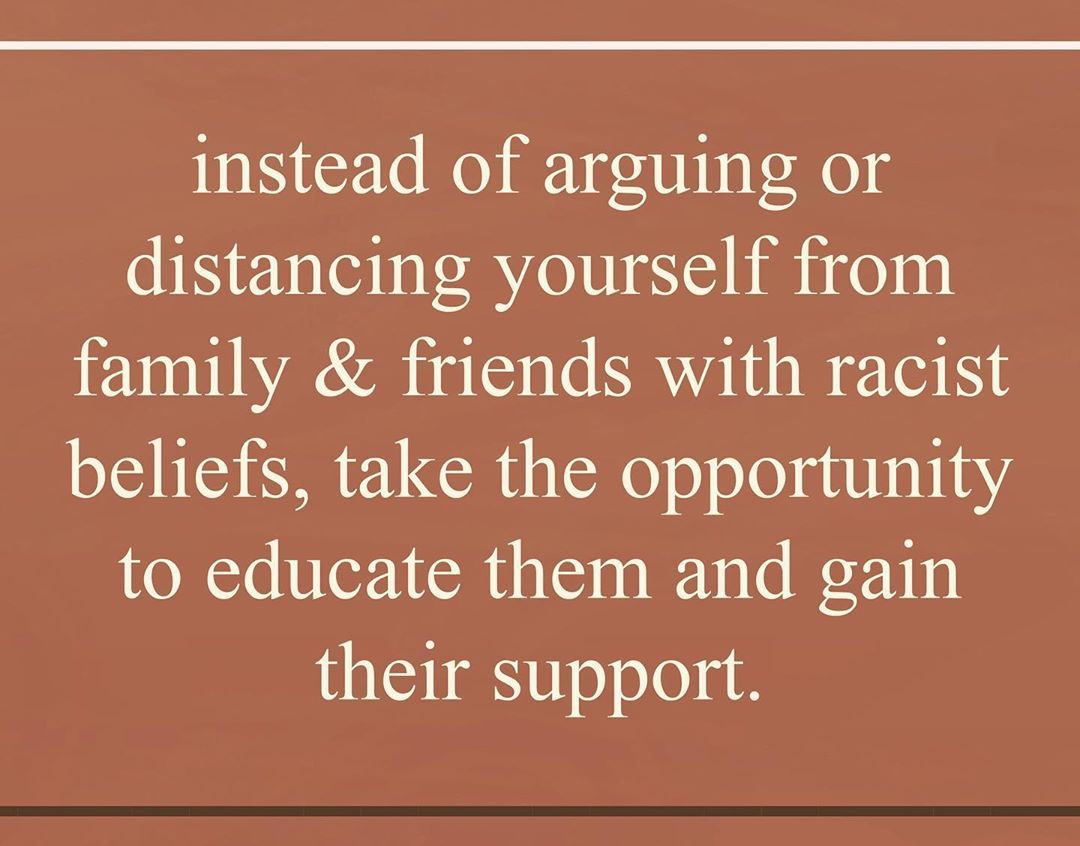 instead of arguing or
distancing yourself from
family & friends with racist
beliefs, take the opportunity
to educate them and gain
their support.